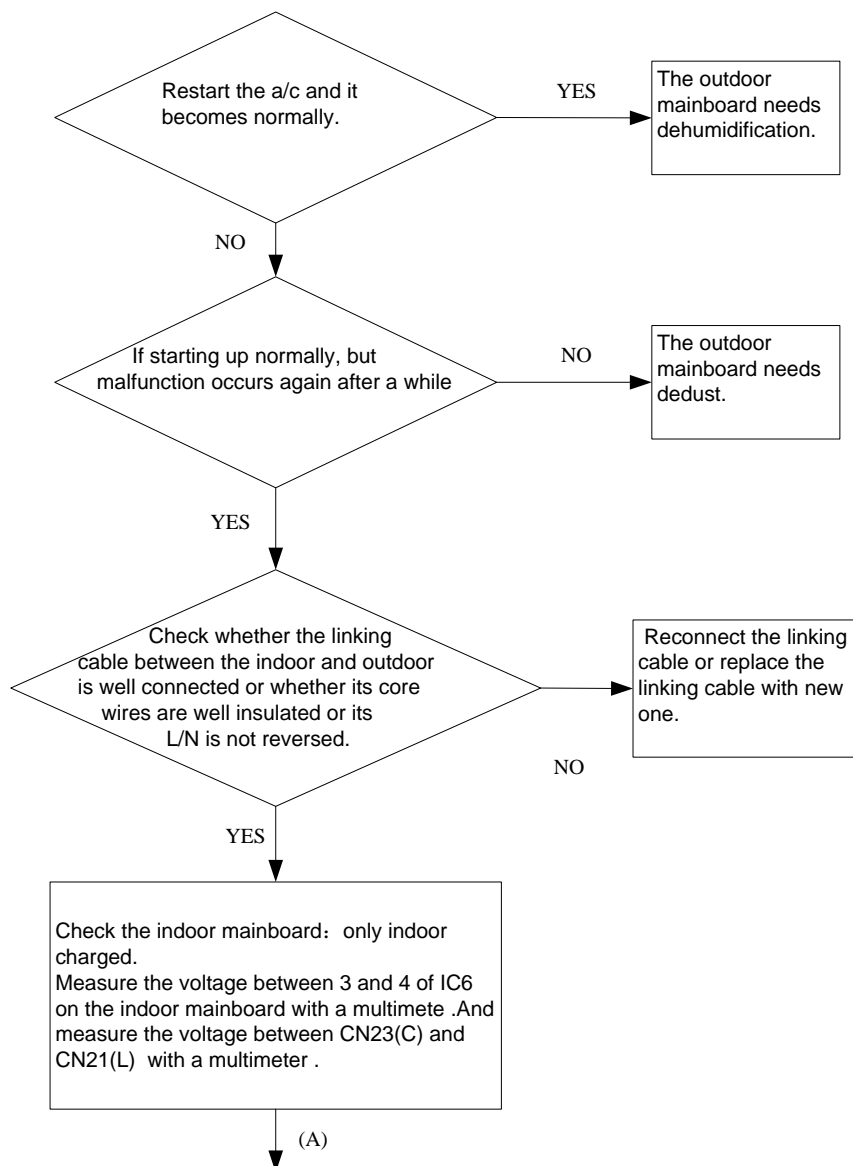 Restart the a/c and it
becomes normally.
YES
The outdoor
mainboard needs
dehumidification.
NO
If starting up normally, but
malfunction occurs again after a while
NO
The outdoor
mainboard needs
dedust.
YES
Check whether the linking
cable between the indoor and outdoor
is well connected or whether its core
wires are well insulated or its
L/N is not reversed.
NO
Reconnect the linking
cable or replace the
linking cable with new
one.
YES
Check the indoor mainboard：only indoor
charged.
Measure the voltage between 3 and 4 of IC6
on the indoor mainboard with a multimete .And
measure the voltage between CN23(C) and
CN21(L) with a multimeter .
(A)